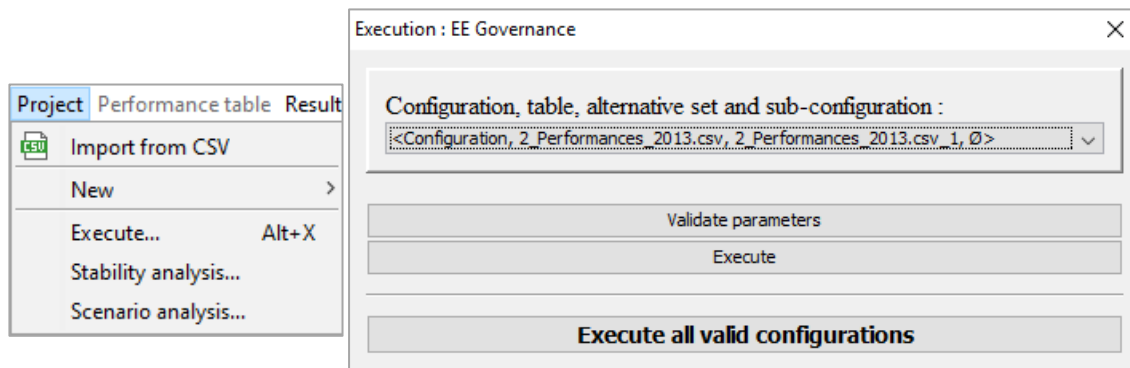 Project Performance table Result
CSV
Import from CSV
New
Execute... Alt+X
Stability analysis...
Scenario analysis...
Execution : EE Governance
Configuration, table, alternative set and sub-configuration :
<Configuration, 2_Performances_2013.csv, 2_Performances_2013.csv_1, Ø>
Validate parameters
Execute
Execute all valid configurations